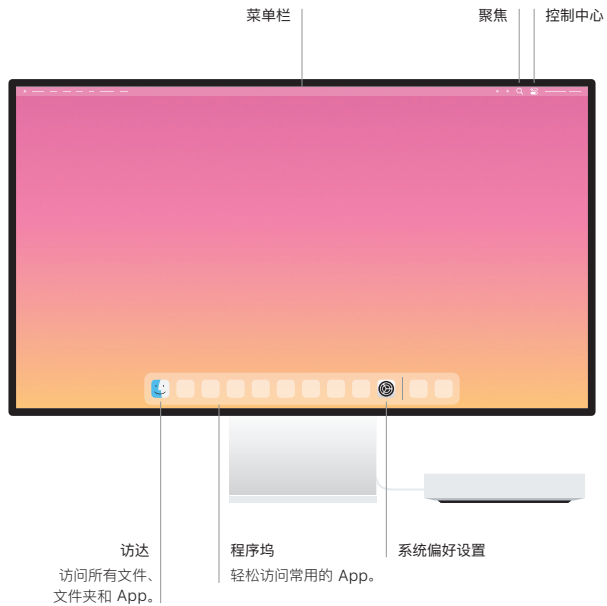 菜单栏
聚焦
控制中心
访达
访问所有文件、
文件夹和 App。
程序坞
轻松访问常用的 App。
系统偏好设置